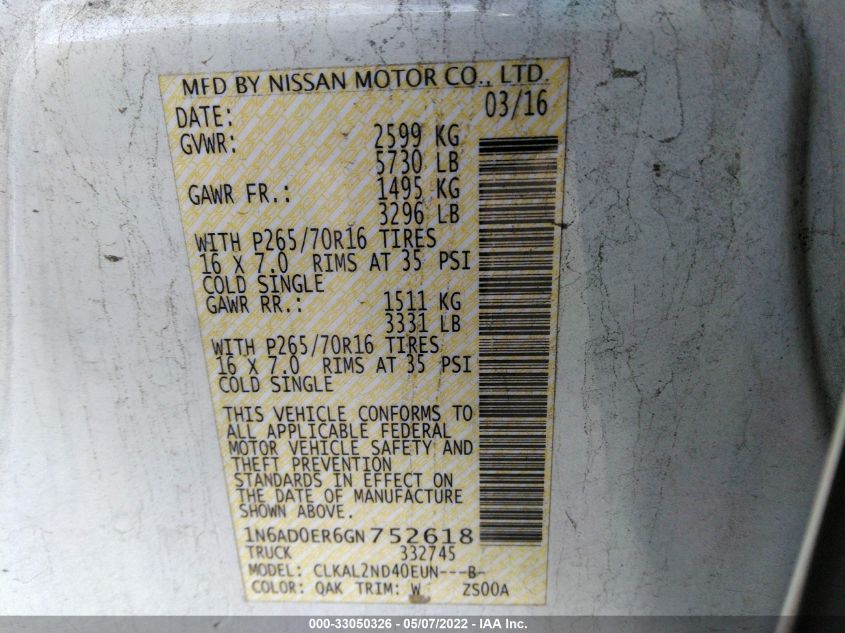 MFD BY NISSAN MOTOR CO., LTD.
DATE: 03/16
GVWR: 2599 KG
5730 LB
GAWR FR.: 1495 KG
3296 LB
WITH P265/70R16 TIRES
16 X 7.0 RIMS AT 35 PSI
COLD SINGLE
GAWR RR.: 1511 KG
3331 LB
WITH P265/70R16 TIRES
16 X 7.0 RIMS AT 35 PSI
COLD SINGLE
THIS VEHICLE CONFORMS TO
ALL APPLICABLE FEDERAL
MOTOR VEHICLE SAFETY AND
THEFT PREVENTION
STANDARDS IN EFFECT ON
THE DATE OF MANUFACTURE
SHOWN ABOVE.
1N6AD0ER6GN752618
TRUCK 332745
MODEL: CLKAL2ND40EUN---B-
COLOR: QAK TRIM: W ZS00A
000-33050326 - 05/07/2022 - IAA Inc.